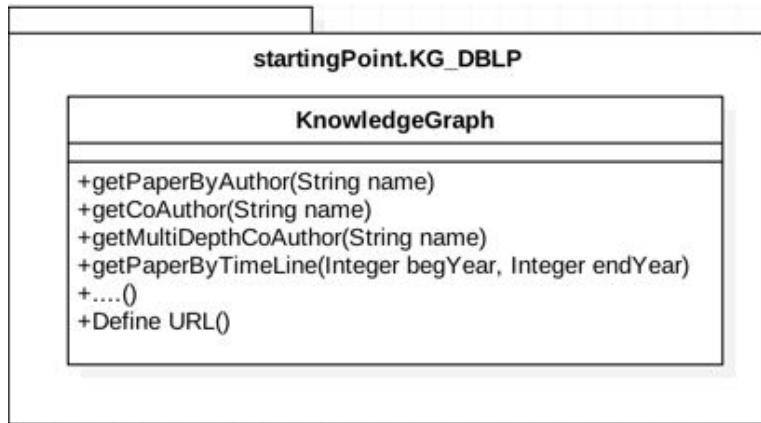 startingPoint.KG_DBLP
KnowledgeGraph
+getPaperByAuthor(String name)
+getCoAuthor(String name)
+getMultiDepthCoAuthor(String name)
+getPaperByTimeLine(Integer begYear, Integer endYear)
+....()
+Define URL()